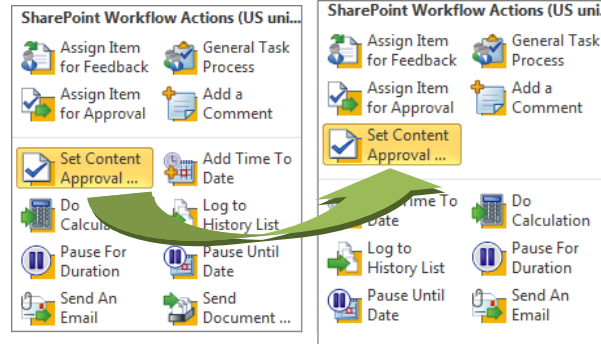 SharePoint Workflow Actions (US uni...
Assign Item
for Feedback
General Task
Process
Assign Item
for Approval
Add a
Comment
Set Content
Approval ...
Add Time To
Date
Do
Log to
History List
Pause For
Duration
Pause Until
Date
Send An
Email
Send
Document ...
SharePoint Workflow Actions (US uni.
Assign Item
for Feedback
General Task
Process
Assign Item
for Approval
Add a
Comment
Set Content
Approval ...
Time To
Date
Do
Calculation
Log to
History List
Pause For
Duration
Pause Until
Date
Send An
Email